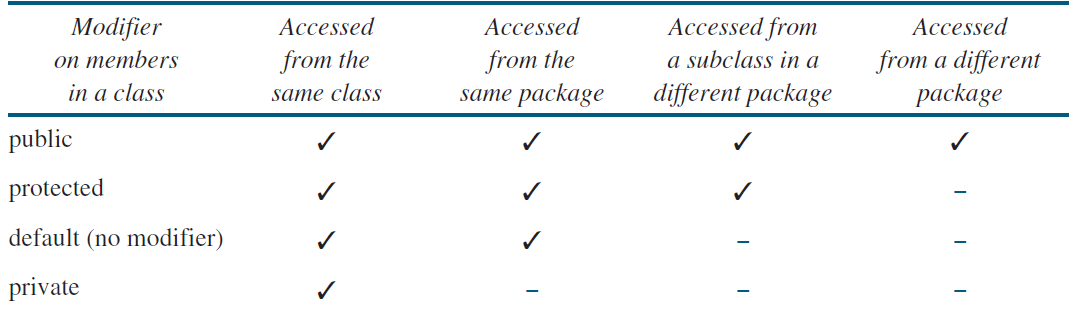 Modifier on members in a class Accessed from the same class Accessed from the same package Accessed from a subclass in a different package Accessed from a different package
public ✓ ✓ ✓ ✓
protected ✓ ✓ ✓ –
default (no modifier) ✓ ✓ – –
private ✓ – – –